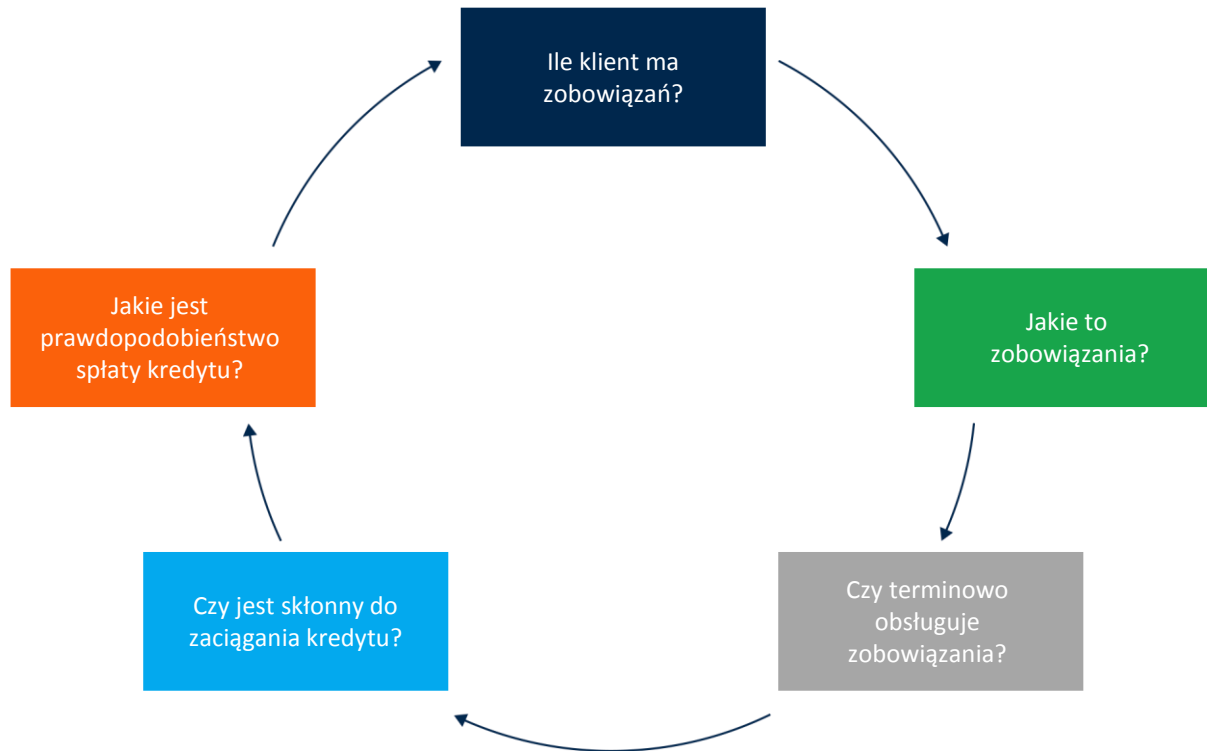 Ile klient ma
zobowiązań?
Jakie to
zobowiązania?
Czy terminowo
obsługuje
zobowiązania?
Czy jest skłonny do
zaciągania kredytu?
Jakie jest
prawdopodobieństwo
spłaty kredytu?